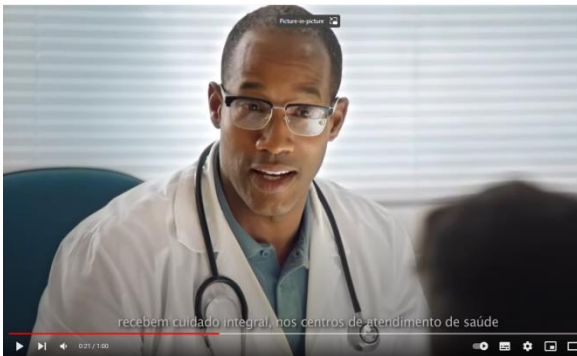 Picture-in-picture
recebem cuidado integral, nos centros de atendimento de saúde
0:21 / 1:00